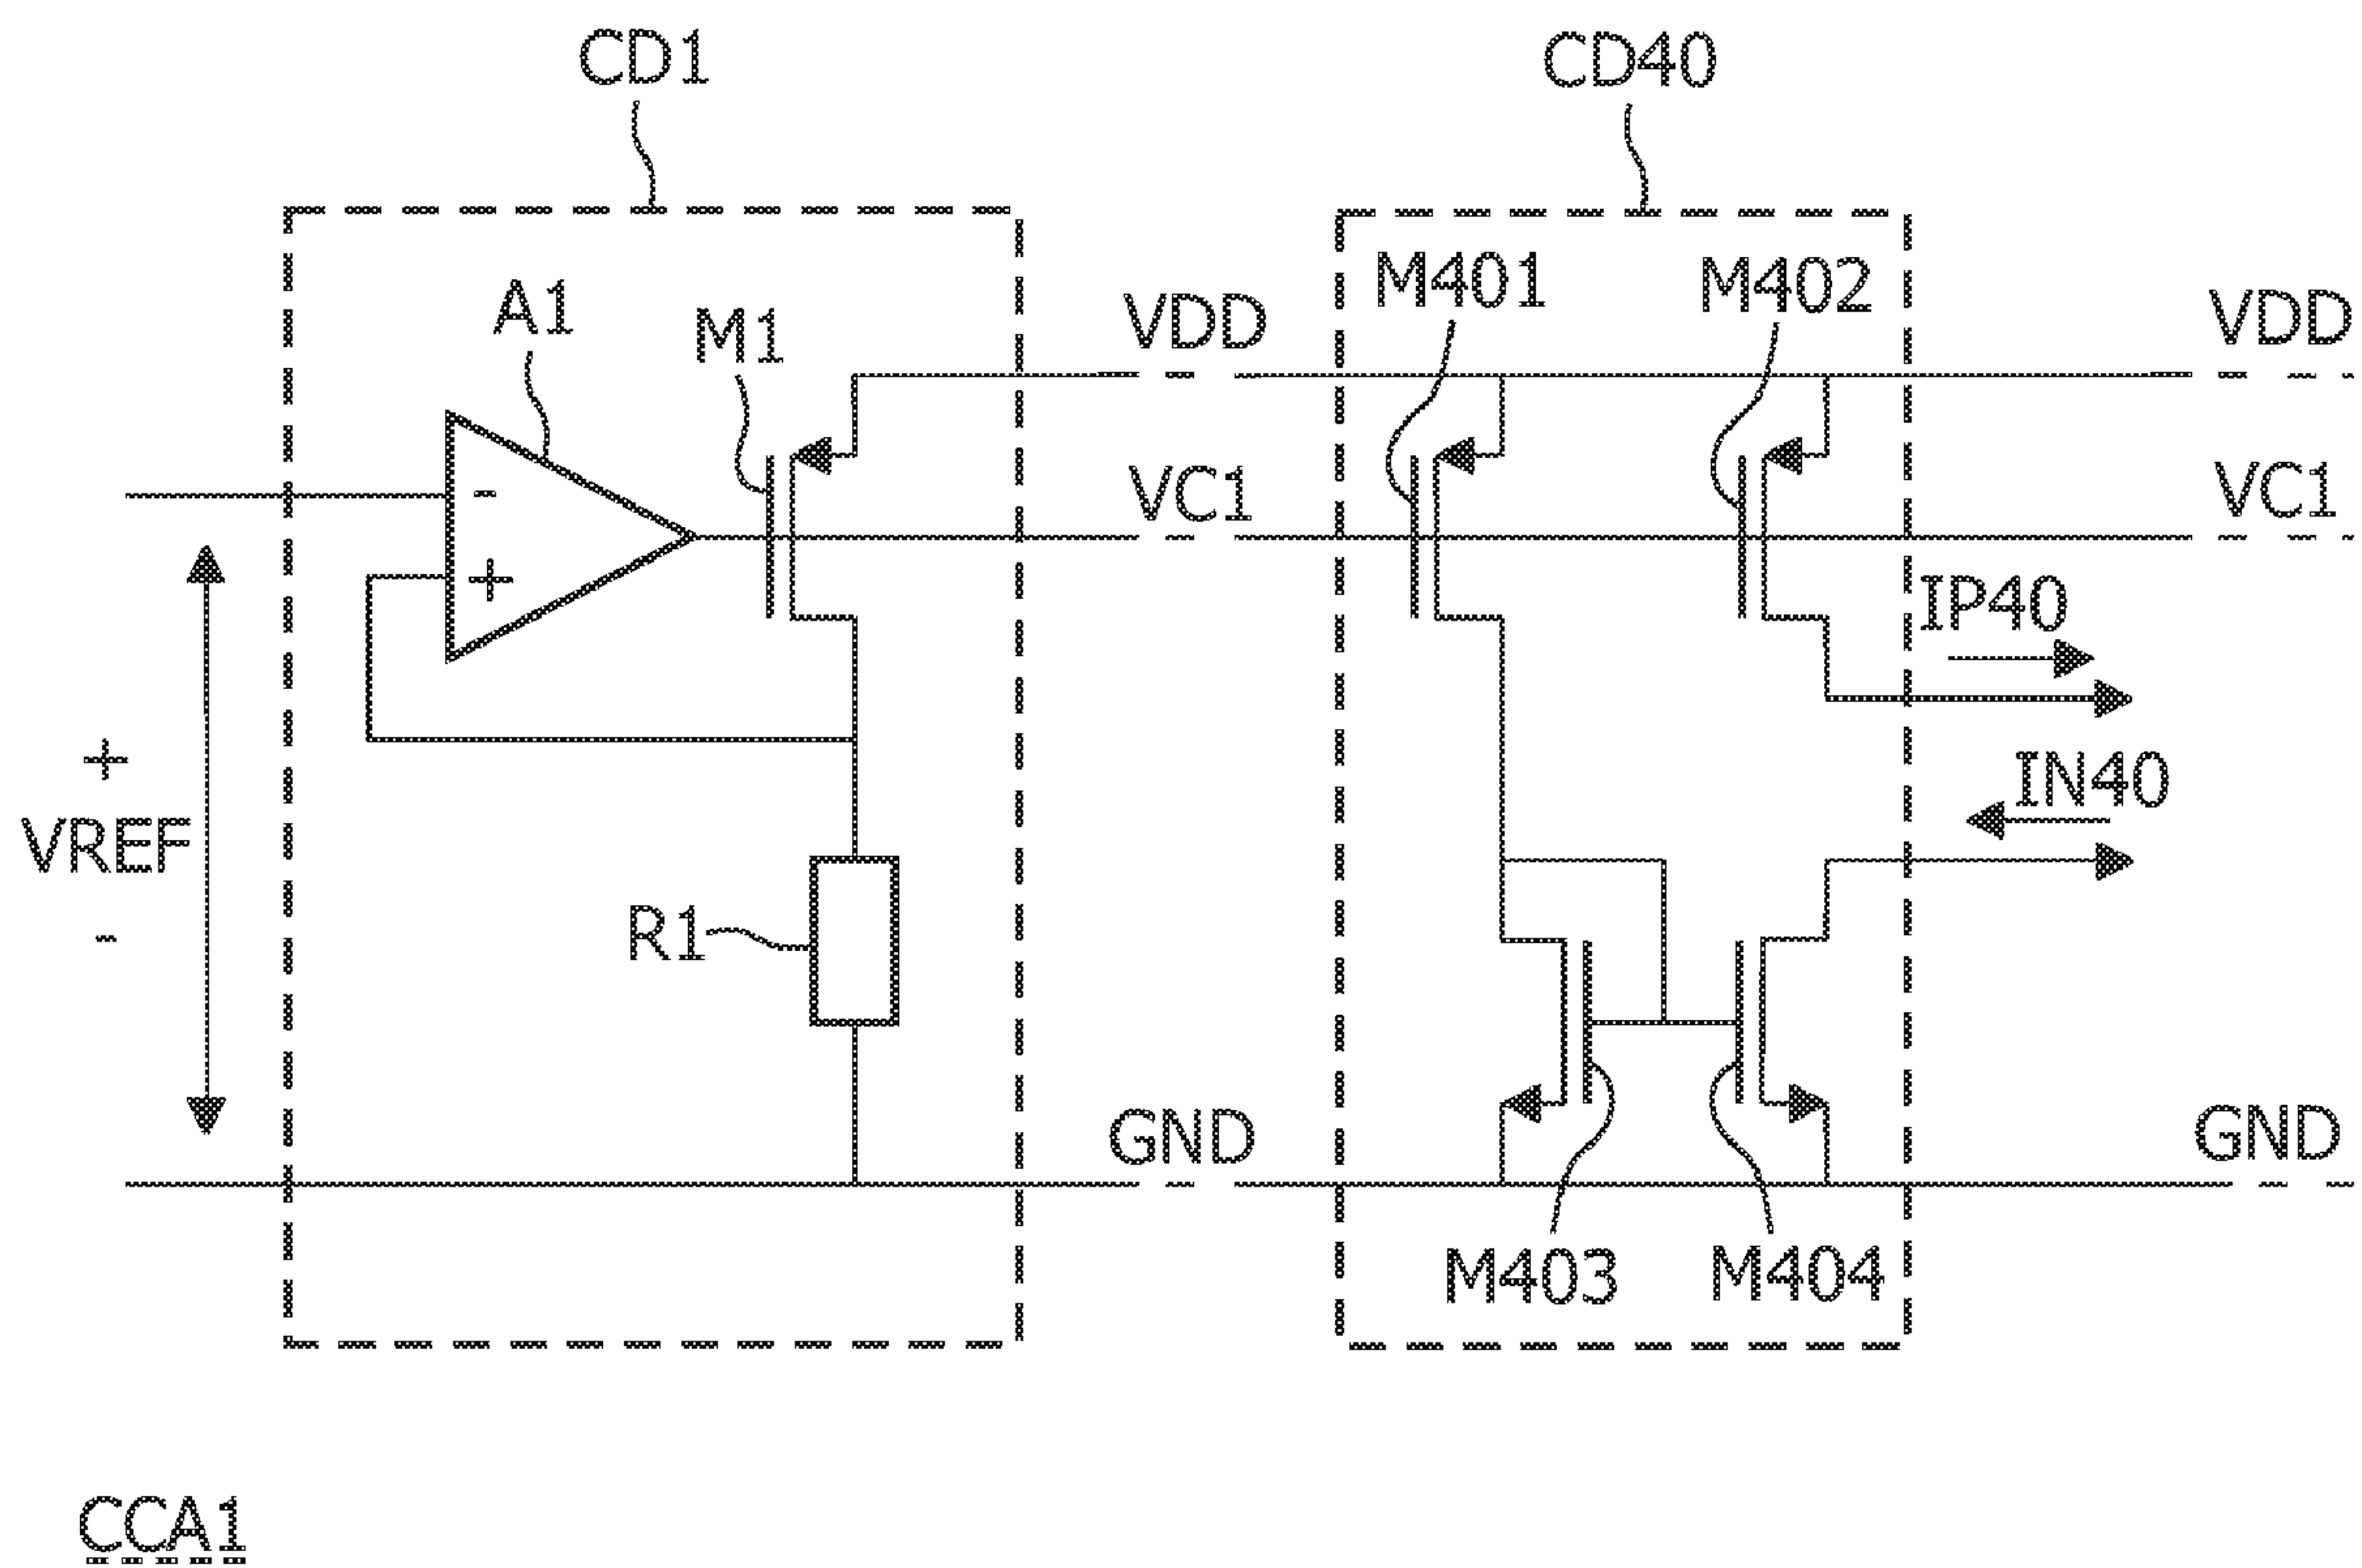 CD1
CD40
A1
M1
VDD
M401
M402
VDD
-
VC1
VC1
+
IP40
+
VREF
-
IN40
R1
GND
GND
M403
M404
CCA1